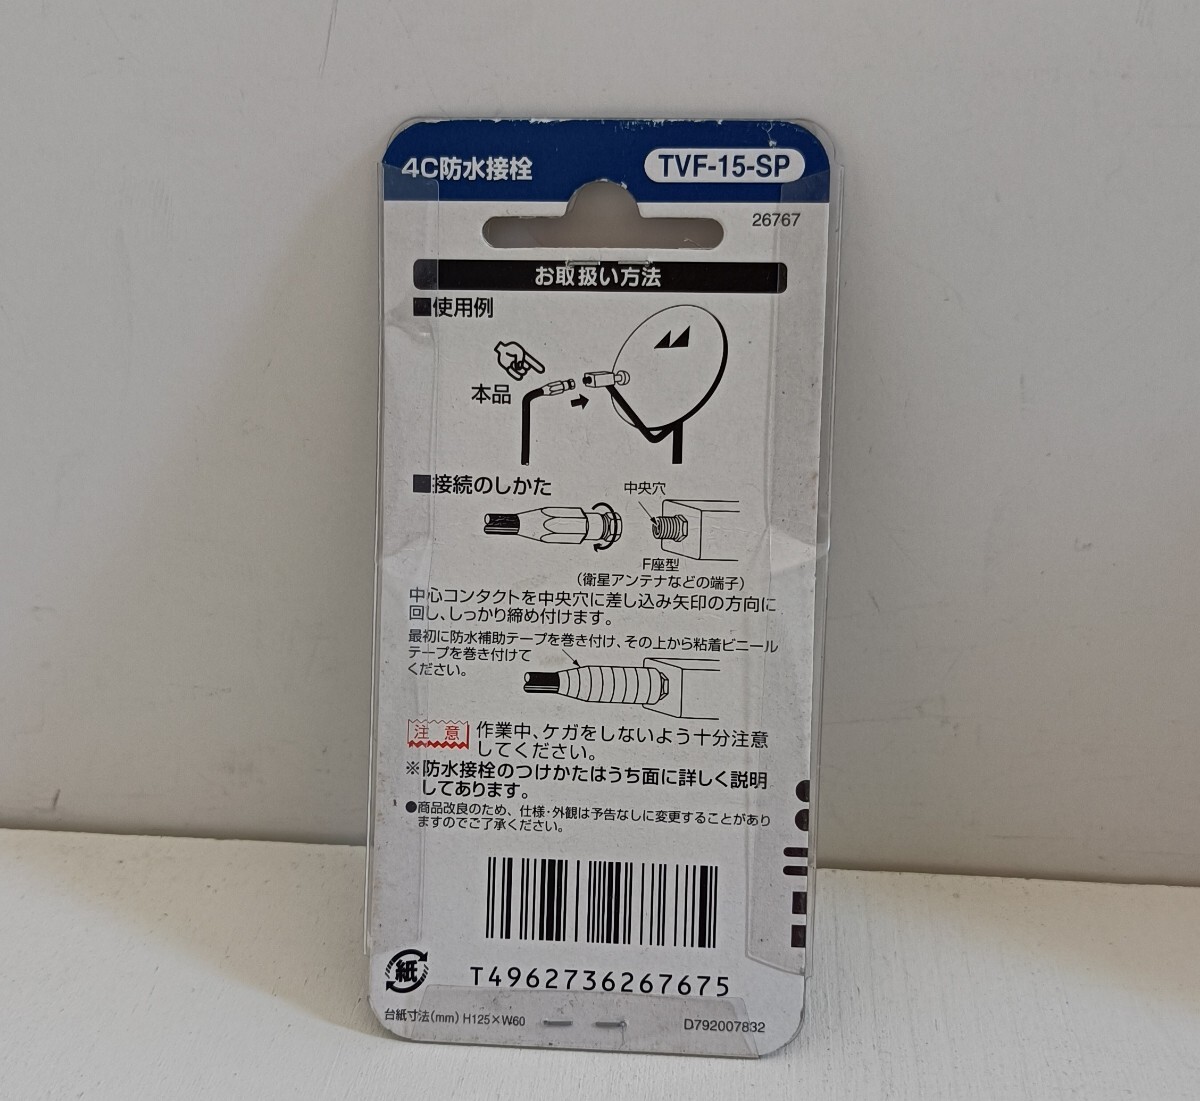 4C防水接栓
TVF-15-SP
26767
お取扱い方法
■使用例
本品
■接続のしかた
中央穴
F座型
(衛星アンテナなどの端子)
中心コンタクトを中央穴に差し込み矢印の方向に
回し、しっかり締め付けます。
最初に防水補助テープを巻き付け、その上から粘着ビニール
テープを巻き付けて
ください。
注意 作業中、ケガをしないよう十分注意
してください。
※防水接栓のつけかたはうち面に詳しく説明
してあります。
●商品改良のため、仕様・外観は予告なしに変更することがあり
ますのでご了承ください。
紙
T4962736267675
台紙寸法(mm) H125×W60
D792007832